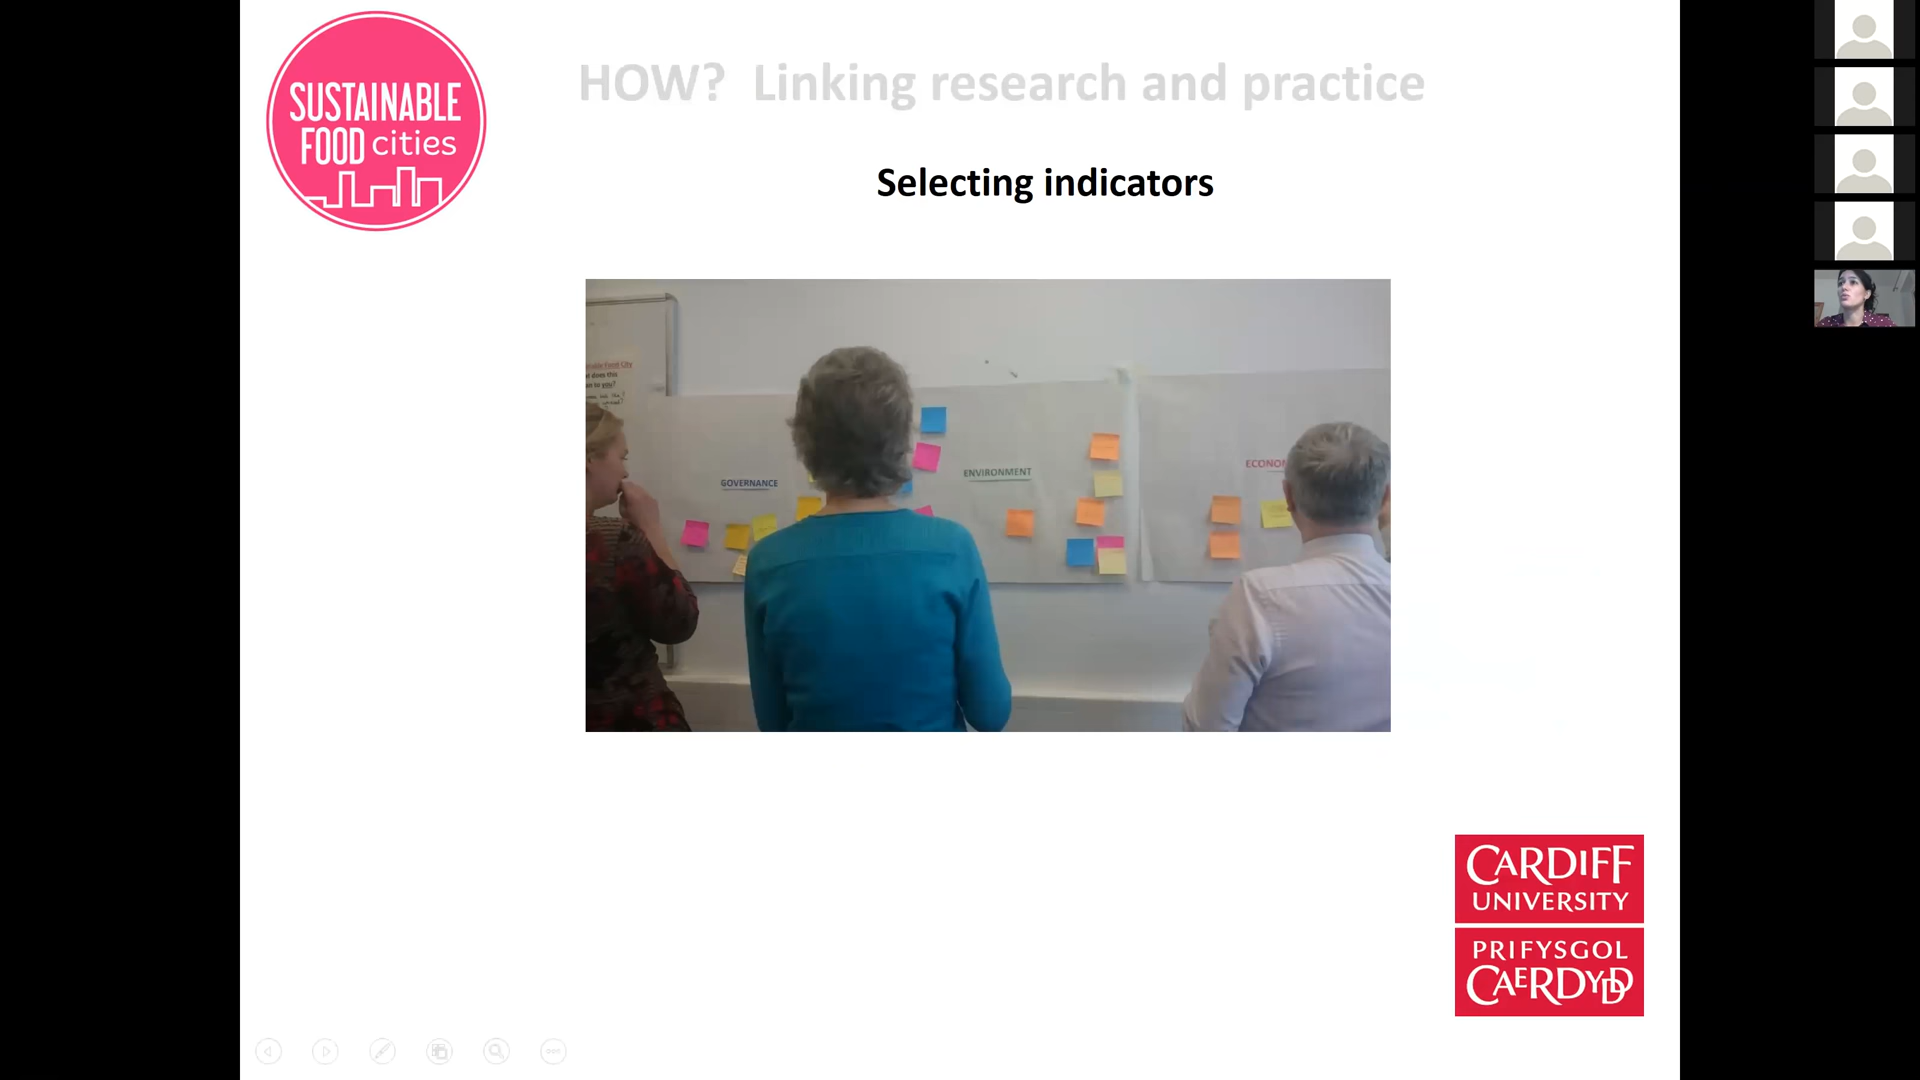 SUSTAINABLE
FOOD cities
HOW? Linking research and practice
Selecting indicators
GOVERNANCE
ENVIRONMENT
CARDIFF
UNIVERSITY
PRIFYSGOL
CAERDYDD